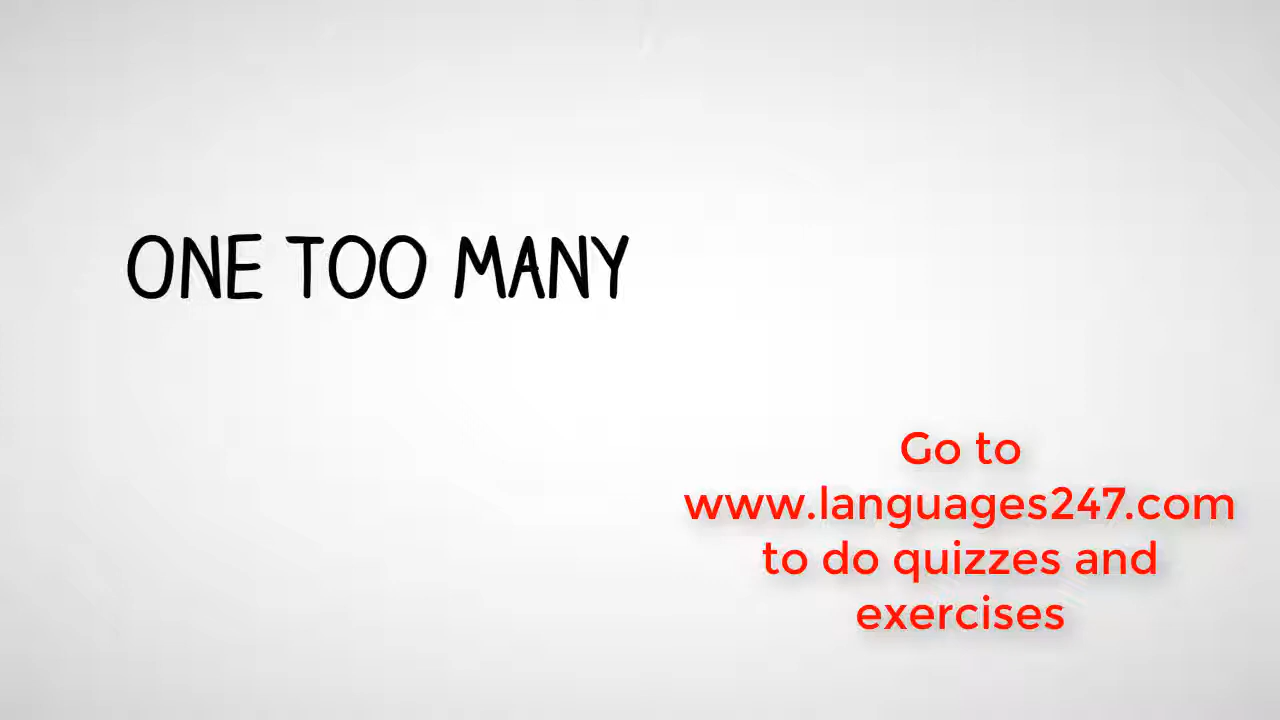 ONE TOO MANY
Go to
www.languages247.com
to do quizzes and
exercises